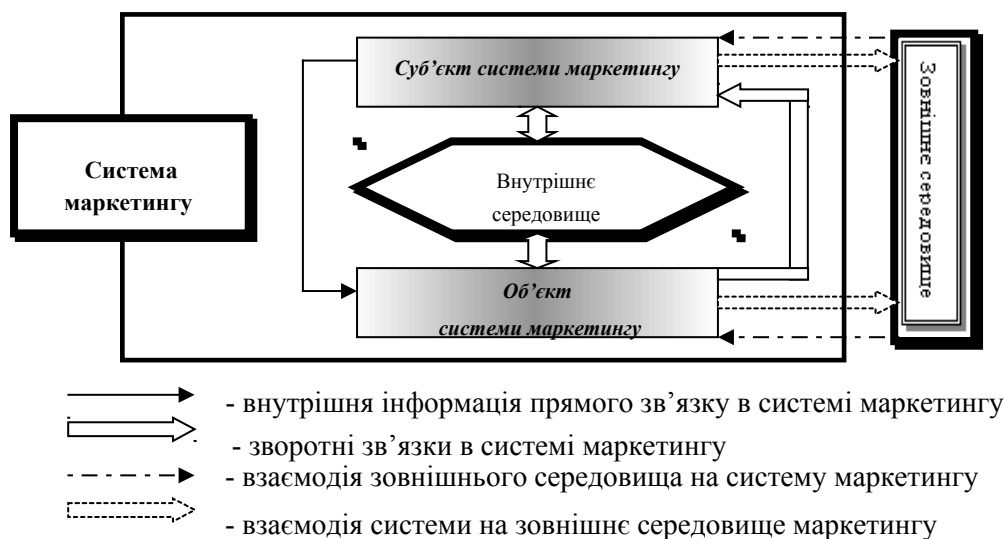 Суб’єкт системи маркетингу
Зовнішнє середовище
Система
маркетингу
Внутрішнє
середовище
Об’єкт
системи маркетингу
- внутрішня інформація прямого зв’язку в системі маркетингу
- зворотні зв’язки в системі маркетингу
- взаємодія зовнішнього середовища на систему маркетингу
- взаємодія системи на зовнішнє середовище маркетингу